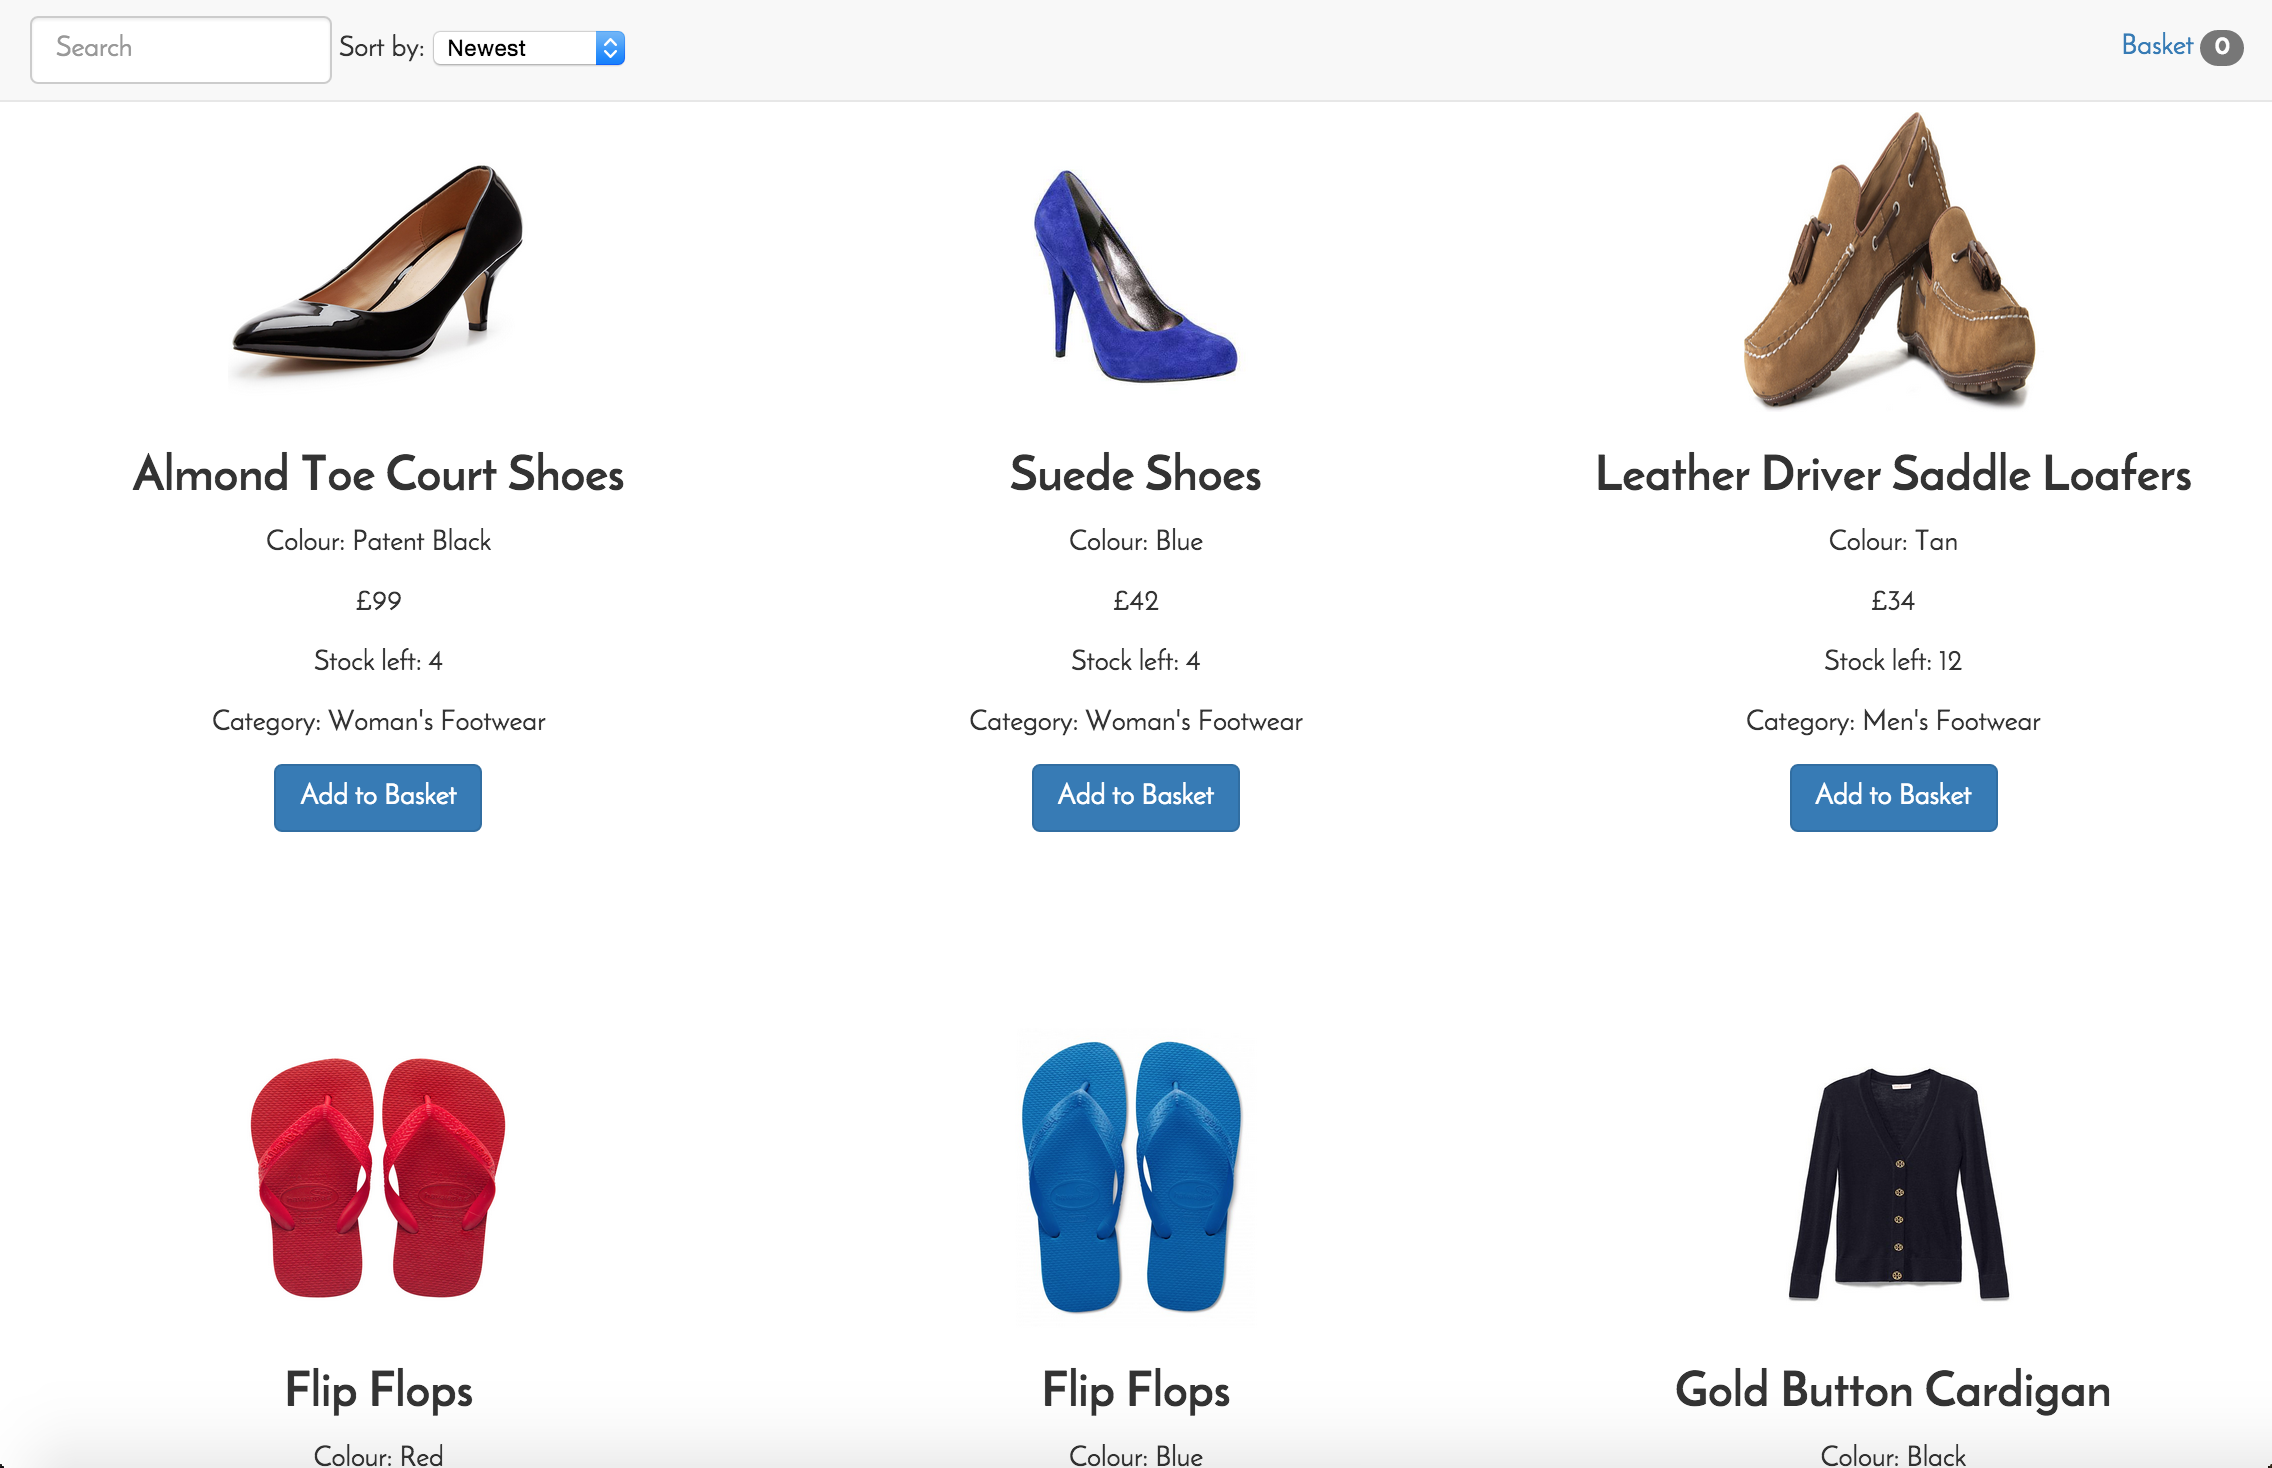 Search Sort by: Newest Basket 0
Almond Toe Court Shoes
Colour: Patent Black
£99
Stock left: 4
Category: Woman's Footwear
Add to Basket
Suede Shoes
Colour: Blue
£42
Stock left: 4
Category: Woman's Footwear
Add to Basket
Leather Driver Saddle Loafers
Colour: Tan
£34
Stock left: 12
Category: Men's Footwear
Add to Basket
Flip Flops
Colour: Red
Flip Flops
Colour: Blue
Gold Button Cardigan
Colour: Black